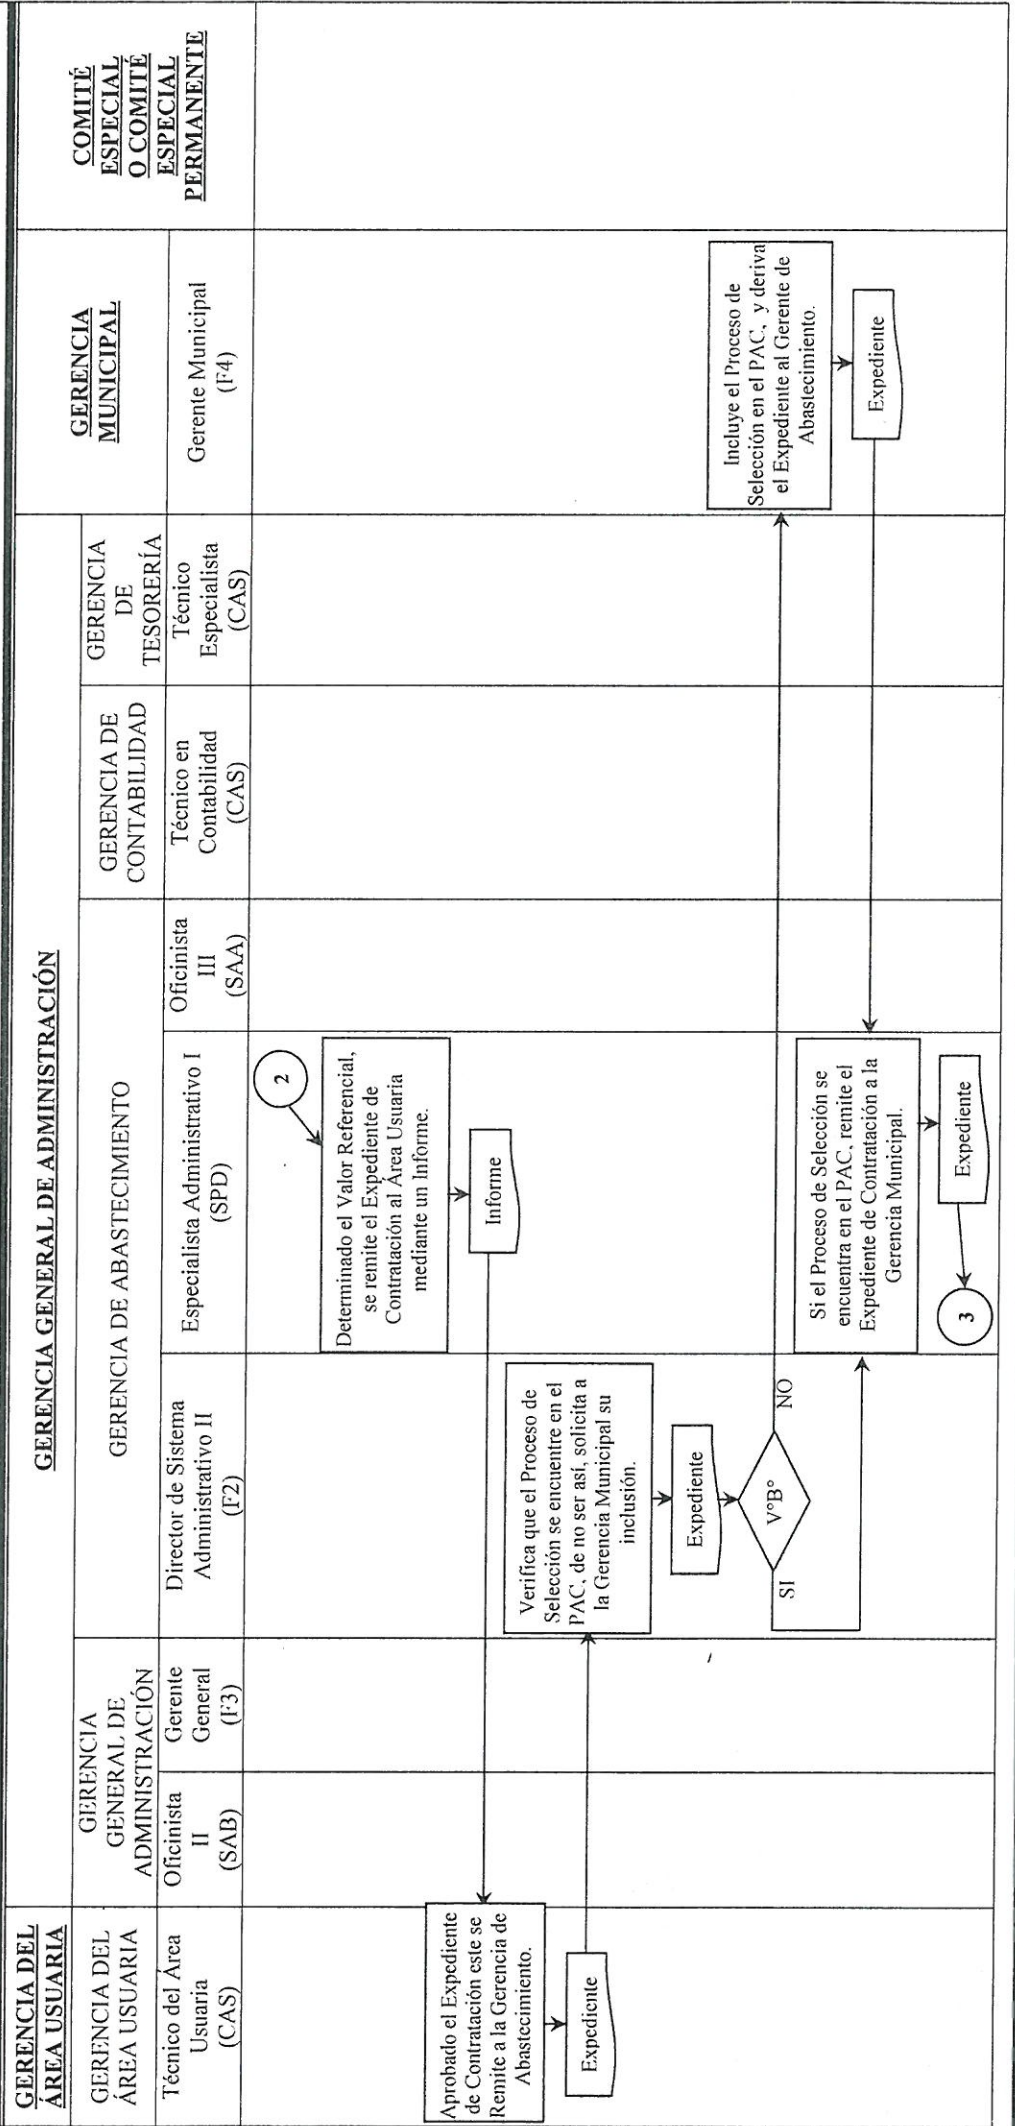 GERENCIA DEL
ÁREA USUARIA
GERENCIA GENERAL DE ADMINISTRACIÓN
GERENCIA
MUNICIPAL
COMITÉ
ESPECIAL
O COMITÉ
ESPECIAL
PERMANENTE
GERENCIA DEL
ÁREA USUARIA
GERENCIA
GENERAL DE
ADMINISTRACIÓN
GERENCIA DE ABASTECIMIENTO
GERENCIA DE
CONTABILIDAD
GERENCIA
DE
TESORERÍA
Técnico del Área
Usuaria
(CAS)
Oficinista
II
(SAB)
Gerente
General
(F3)
Director de Sistema
Administrativo II
(F2)
Especialista Administrativo I
(SPD)
Oficinista
III
(SAA)
Técnico en
Contabilidad
(CAS)
Técnico
Especialista
(CAS)
Gerente Municipal
(F4)
2
Determinado el Valor Referencial,
se remite el Expediente de
Contratación al Área Usuaria
mediante un Informe.
Informe
Aprobado el Expediente
de Contratación este se
Remite a la Gerencia de
Abastecimiento.
Expediente
Verifica que el Proceso de
Selección se encuentre en el
PAC, de no ser así, solicita a
la Gerencia Municipal su
inclusión.
Expediente
V°B°
SI
NO
Incluye el Proceso de
Selección en el PAC, y deriva
el Expediente al Gerente de
Abastecimiento.
Expediente
Si el Proceso de Selección se
encuentra en el PAC, remite el
Expediente de Contratación a la
Gerencia Municipal.
Expediente
3